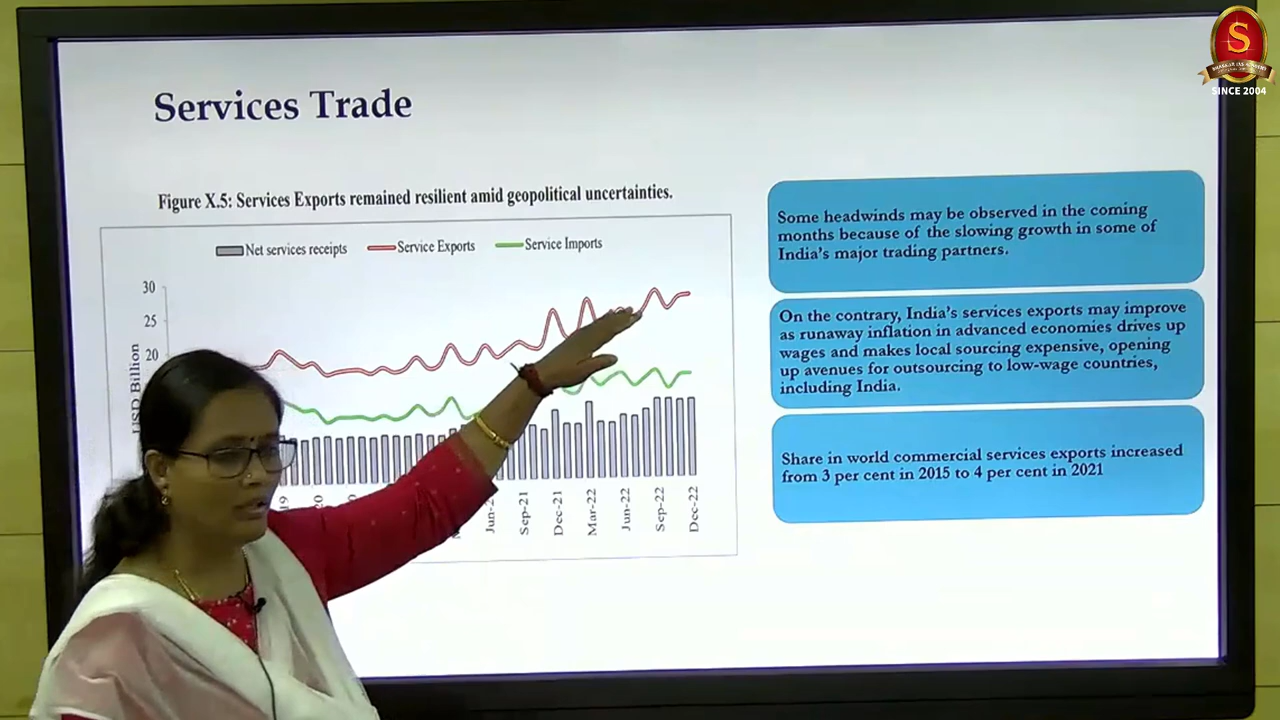 S
SINCE 2004
Services Trade
Figure X.5: Services Exports remained resilient amid geopolitical uncertainties.
Net services receipts Service Exports Service Imports
30
25
20
USD Billion
19
20
Sep-21
Dec-21
Mar-22
Jun-22
Sep-22
Dec-22
Some headwinds may be observed in the coming
months because of the slowing growth in some of
India's major trading partners.
On the contrary, India's services exports may improve
as runaway inflation in advanced economies drives up
wages and makes local sourcing expensive, opening
up avenues for outsourcing to low-wage countries,
including India.
Share in world commercial services exports increased
from 3 per cent in 2015 to 4 per cent in 2021